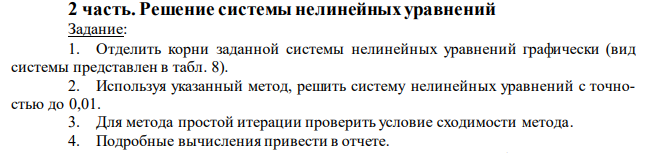 2 часть. Решение системы нелинейных уравнений
Задание:
1. Отделить корни заданной системы нелинейных уравнений графически (вид
системы представлен в табл. 8).
2. Используя указанный метод, решить систему нелинейных уравнений с точно-
стью до 0,01.
3. Для метода простой итерации проверить условие сходимости метода.
4. Подробные вычисления привести в отчете.